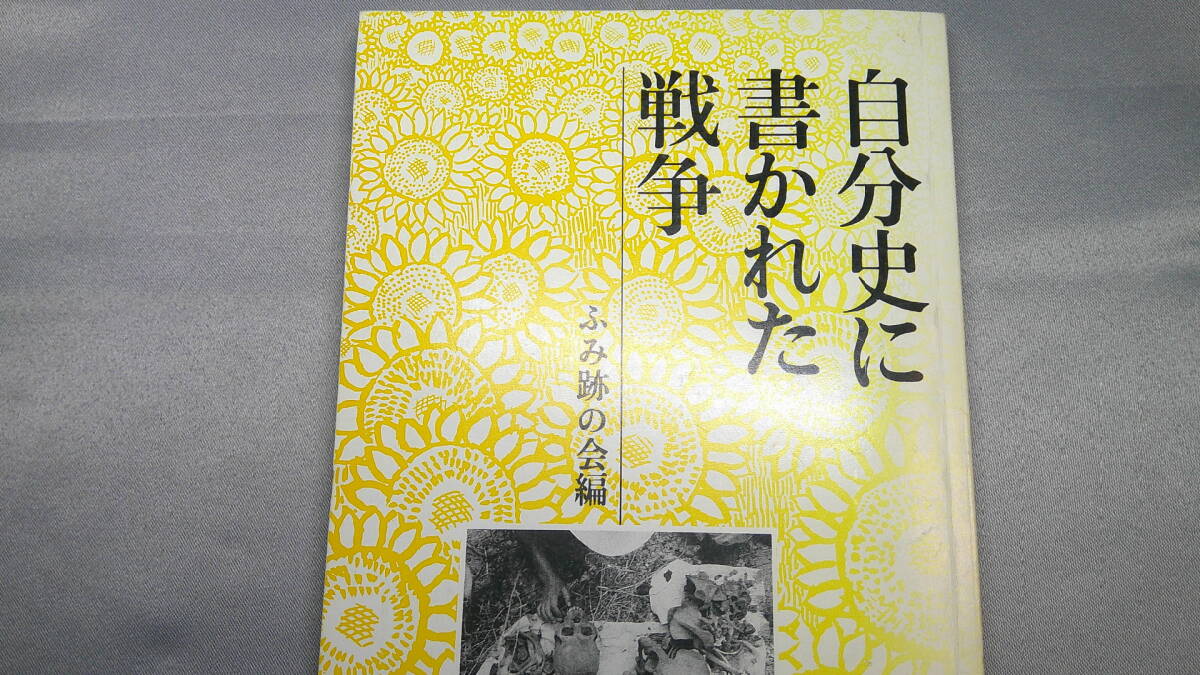 自分史に
書かれた
戦争
ふみ跡の会編